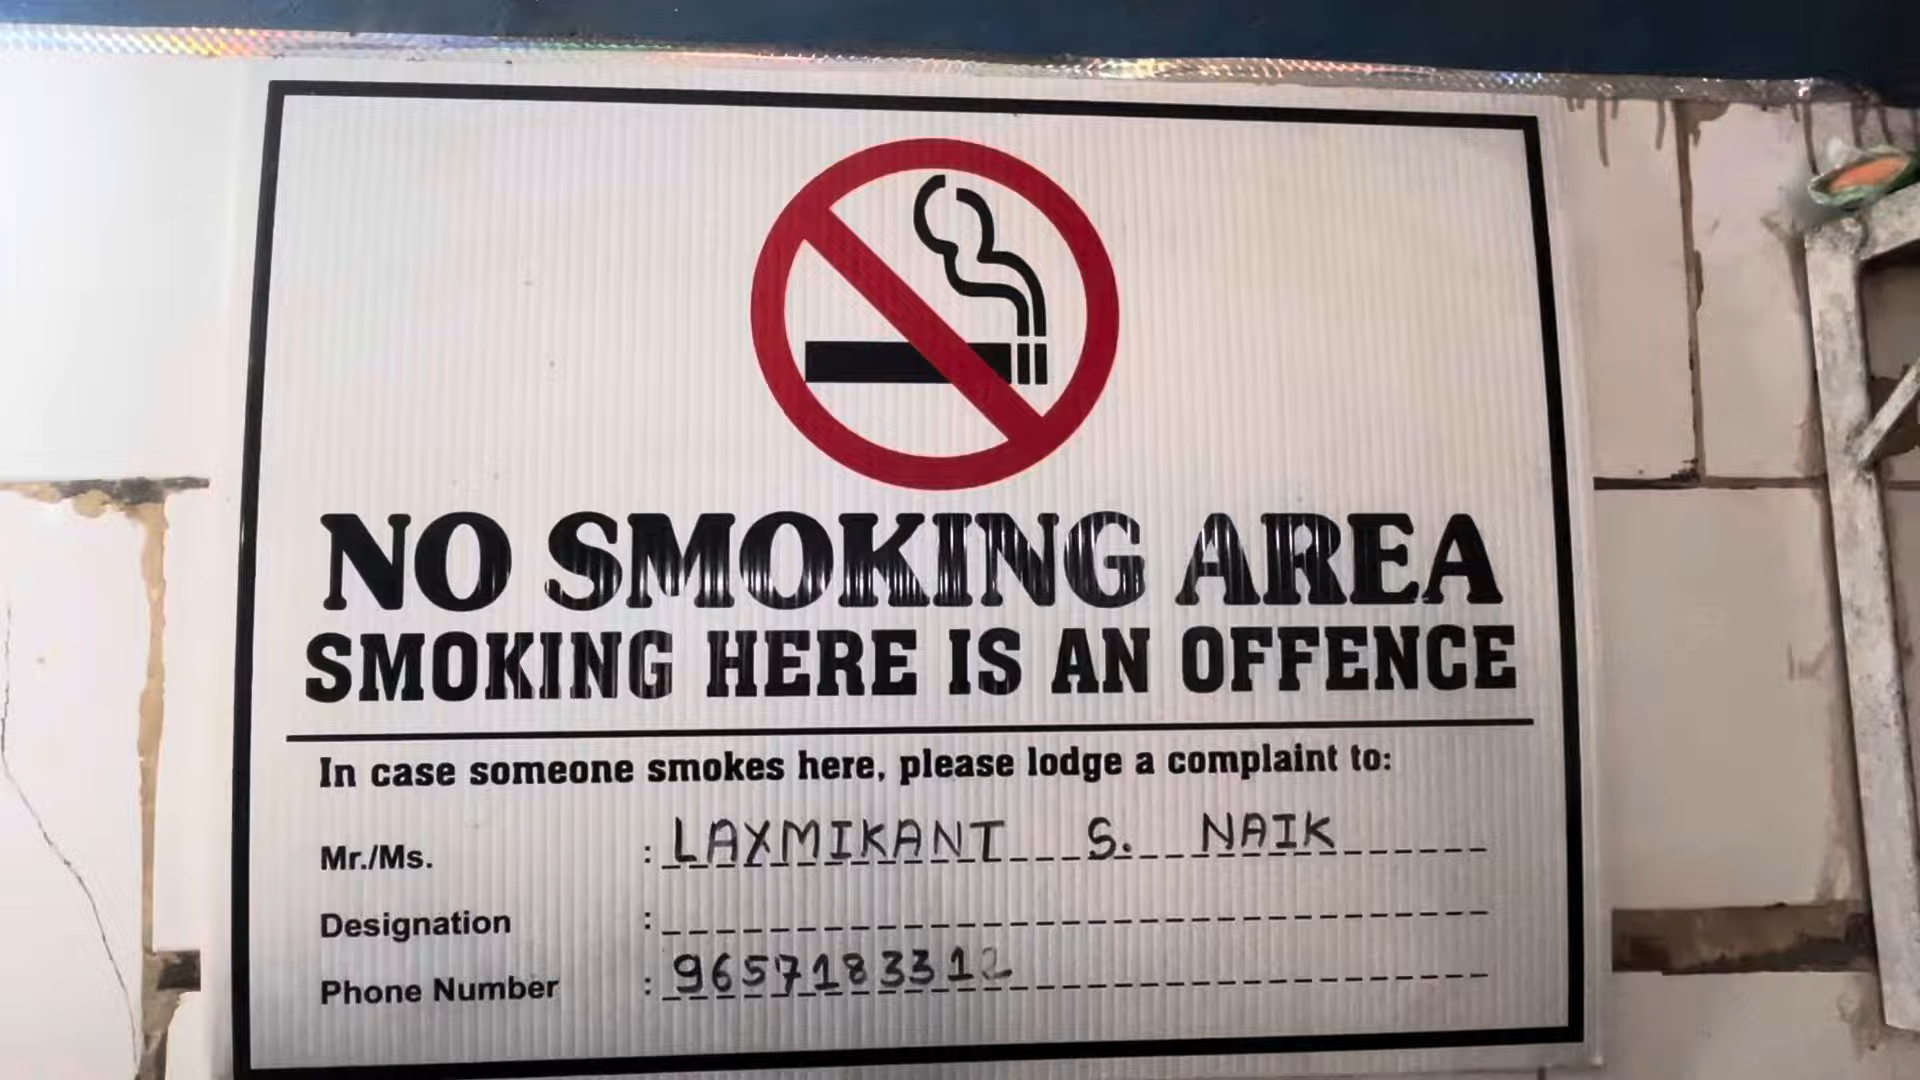 NO SMOKING AREA
SMOKING HERE IS AN OFFENCE
In case someone smokes here, please lodge a complaint to:
Mr./Ms. : LAXMIKANT S. NAIK
Designation :
Phone Number : 9657183312